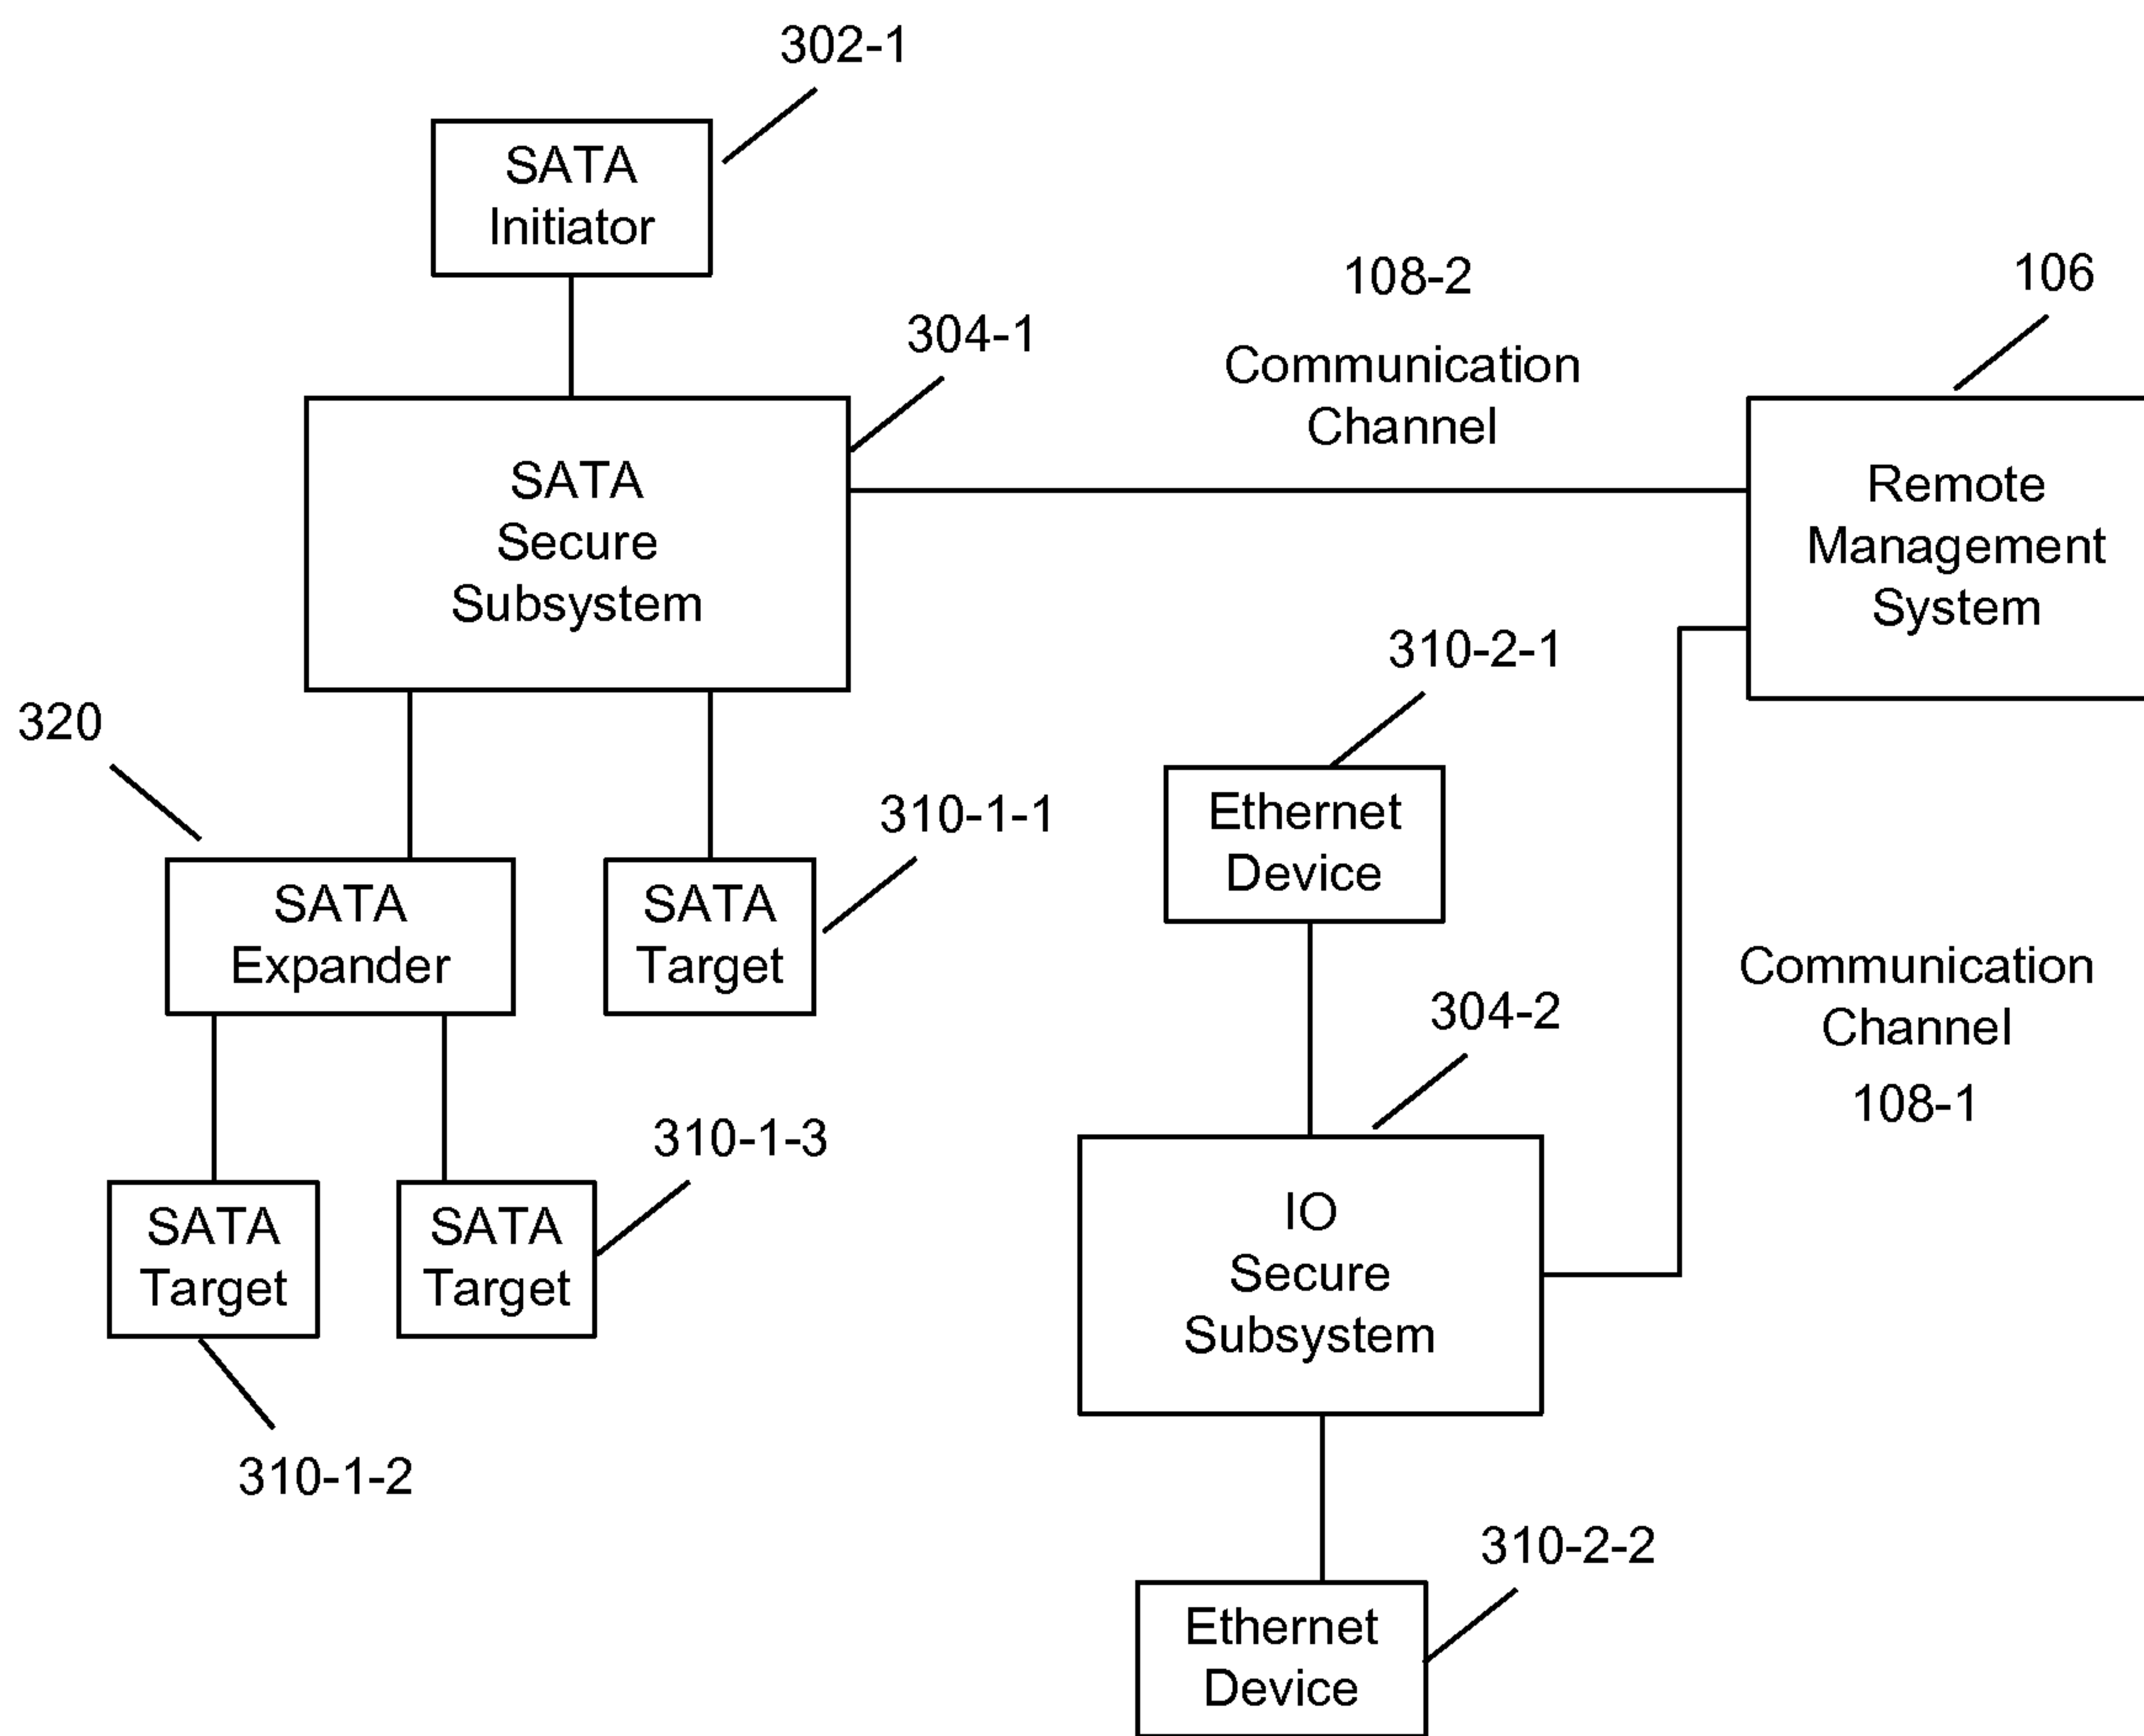 302-1
SATA
Initiator
108-2
106
304-1
Communication
Channel
SATA
Secure
Subsystem
Remote
Management
System
310-2-1
320
310-1-1
Ethernet
Device
SATA
Expander
SATA
Target
Communication
Channel
108-1
304-2
310-1-3
SATA
Target
SATA
Target
IO
Secure
Subsystem
310-1-2
310-2-2
Ethernet
Device